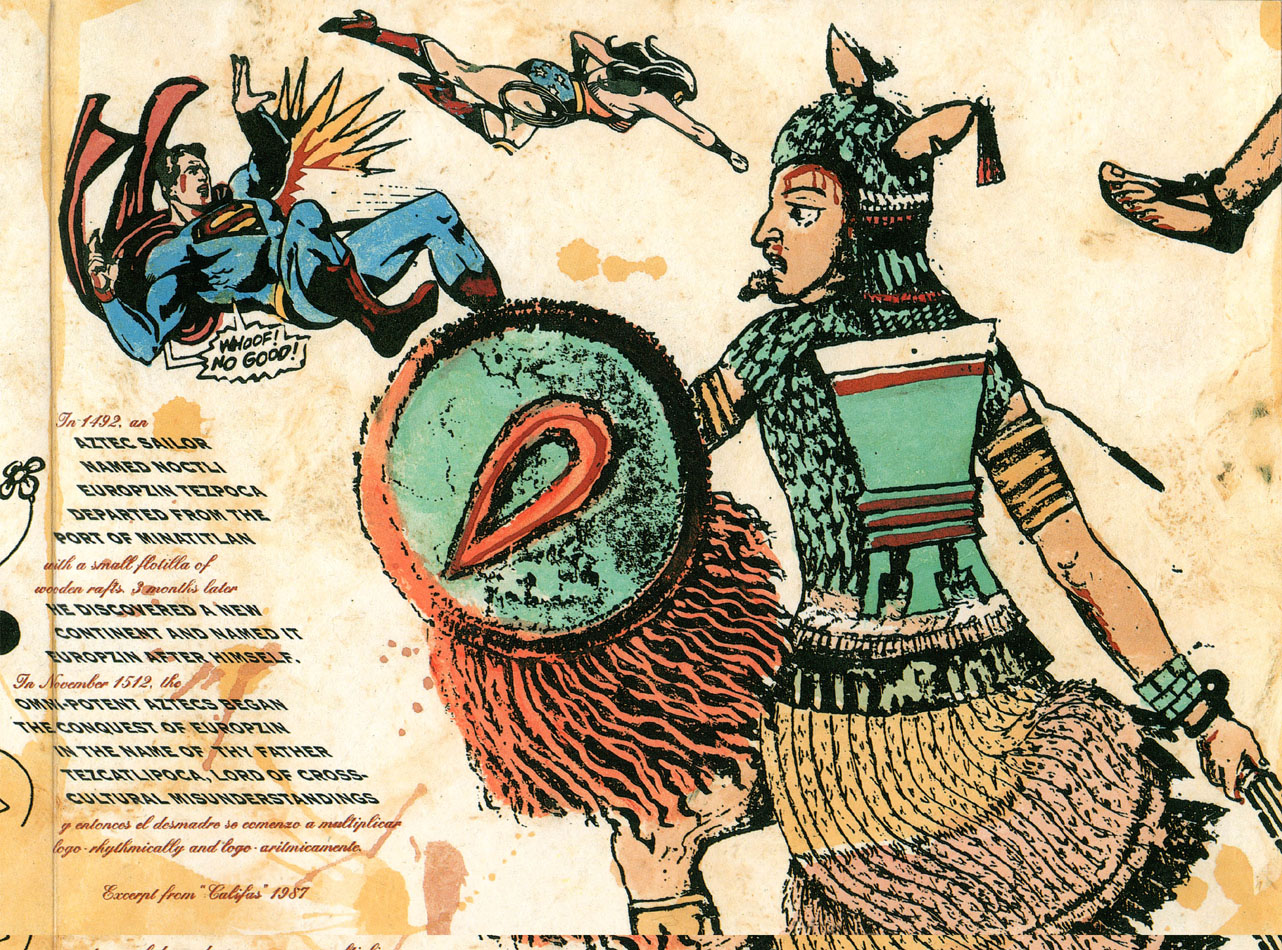 WHOOF!
NO GOOD!
In 1492, an
AZTEC SAILOR
NAMED NOCTLI
EUROPZIN TEZPOCA
DEPARTED FROM THE
PORT OF MINATITLAN
with a small flotilla of
wooden rafts. 3 months later
HE DISCOVERED A NEW
CONTINENT AND NAMED IT
EUROPZIN AFTER HIMSELF.
In November 1512, the
OMNI-POTENT AZTECS BEGAN
THE CONQUEST OF EUROPZIN
IN THE NAME OF THY FATHER
TEZCATLIPOCA, LORD OF CROSS-
CULTURAL MISUNDERSTANDINGS
y entonces el desmadre se comenzo a multiplicar
logo-rhythmically and logo-aritmicamente.
Excerpt from "Califas" 1987